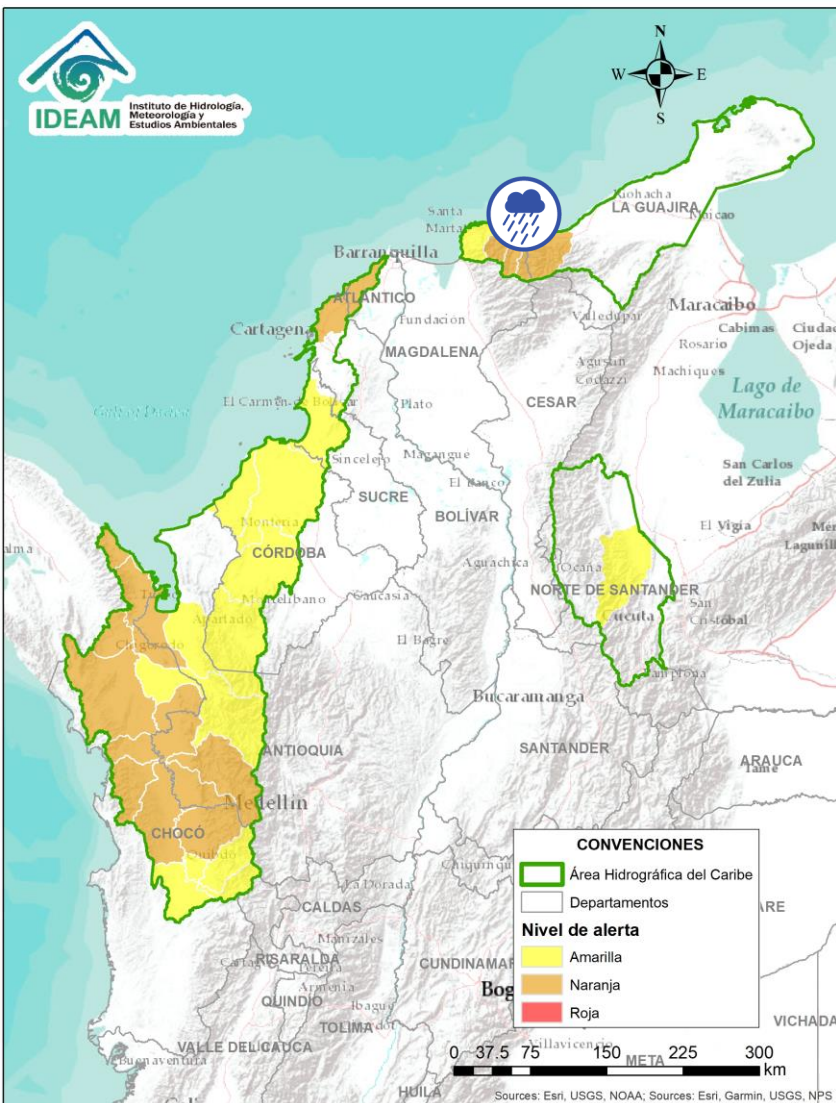 IDEAM
Instituto de Hidrología,
Meteorología y
Estudios Ambientales
N
W E
S
Riohacha
LA GUAJIRA
Maicao
Santa
Marta
Barranquilla
ATLÁNTICO
Cartagena
Fundación
Valledupar
Maracaibo
Cabimas
Ciudad
Ojeda
Rosario
Machiques
MAGDALENA
Agustín
Codazzi
Lago de
Maracaibo
El Carmen de Bolívar
Plato
CESAR
Sincelejo
Magangué
San Carlos
del Zulia
El Banco
SUCRE
BOLÍVAR
El Vigía
Montería
CÓRDOBA
Aguachica
Ocaña
NORTE DE SANTANDER
Montelibano
Caucasia
Apartadó
Cúcuta
San
Cristóbal
Chigorodó
El Bagre
Pamplona
Bucaramanga
ANTIOQUIA
SANTANDER
ARAUCA
Tame
Medellín
CHOCÓ
Quibdó
La Dorada
CALDAS
Manizales
RISARALDA
Pereira
Armenia
QUINDÍO
Ibagué
TOLIMA
CUNDINAMAR
Bog
VICHADA
Villavicencio
META
VALLE DEL CAUCA
Buenaventura
HUILA
CONVENCIONES
Área Hidrográfica del Caribe
Departamentos
Nivel de alerta
Amarilla
Naranja
Roja
0 37.5 75 150 225 300
km
Sources: Esri, USGS, NOAA; Sources: Esri, Garmin, USGS, NPS